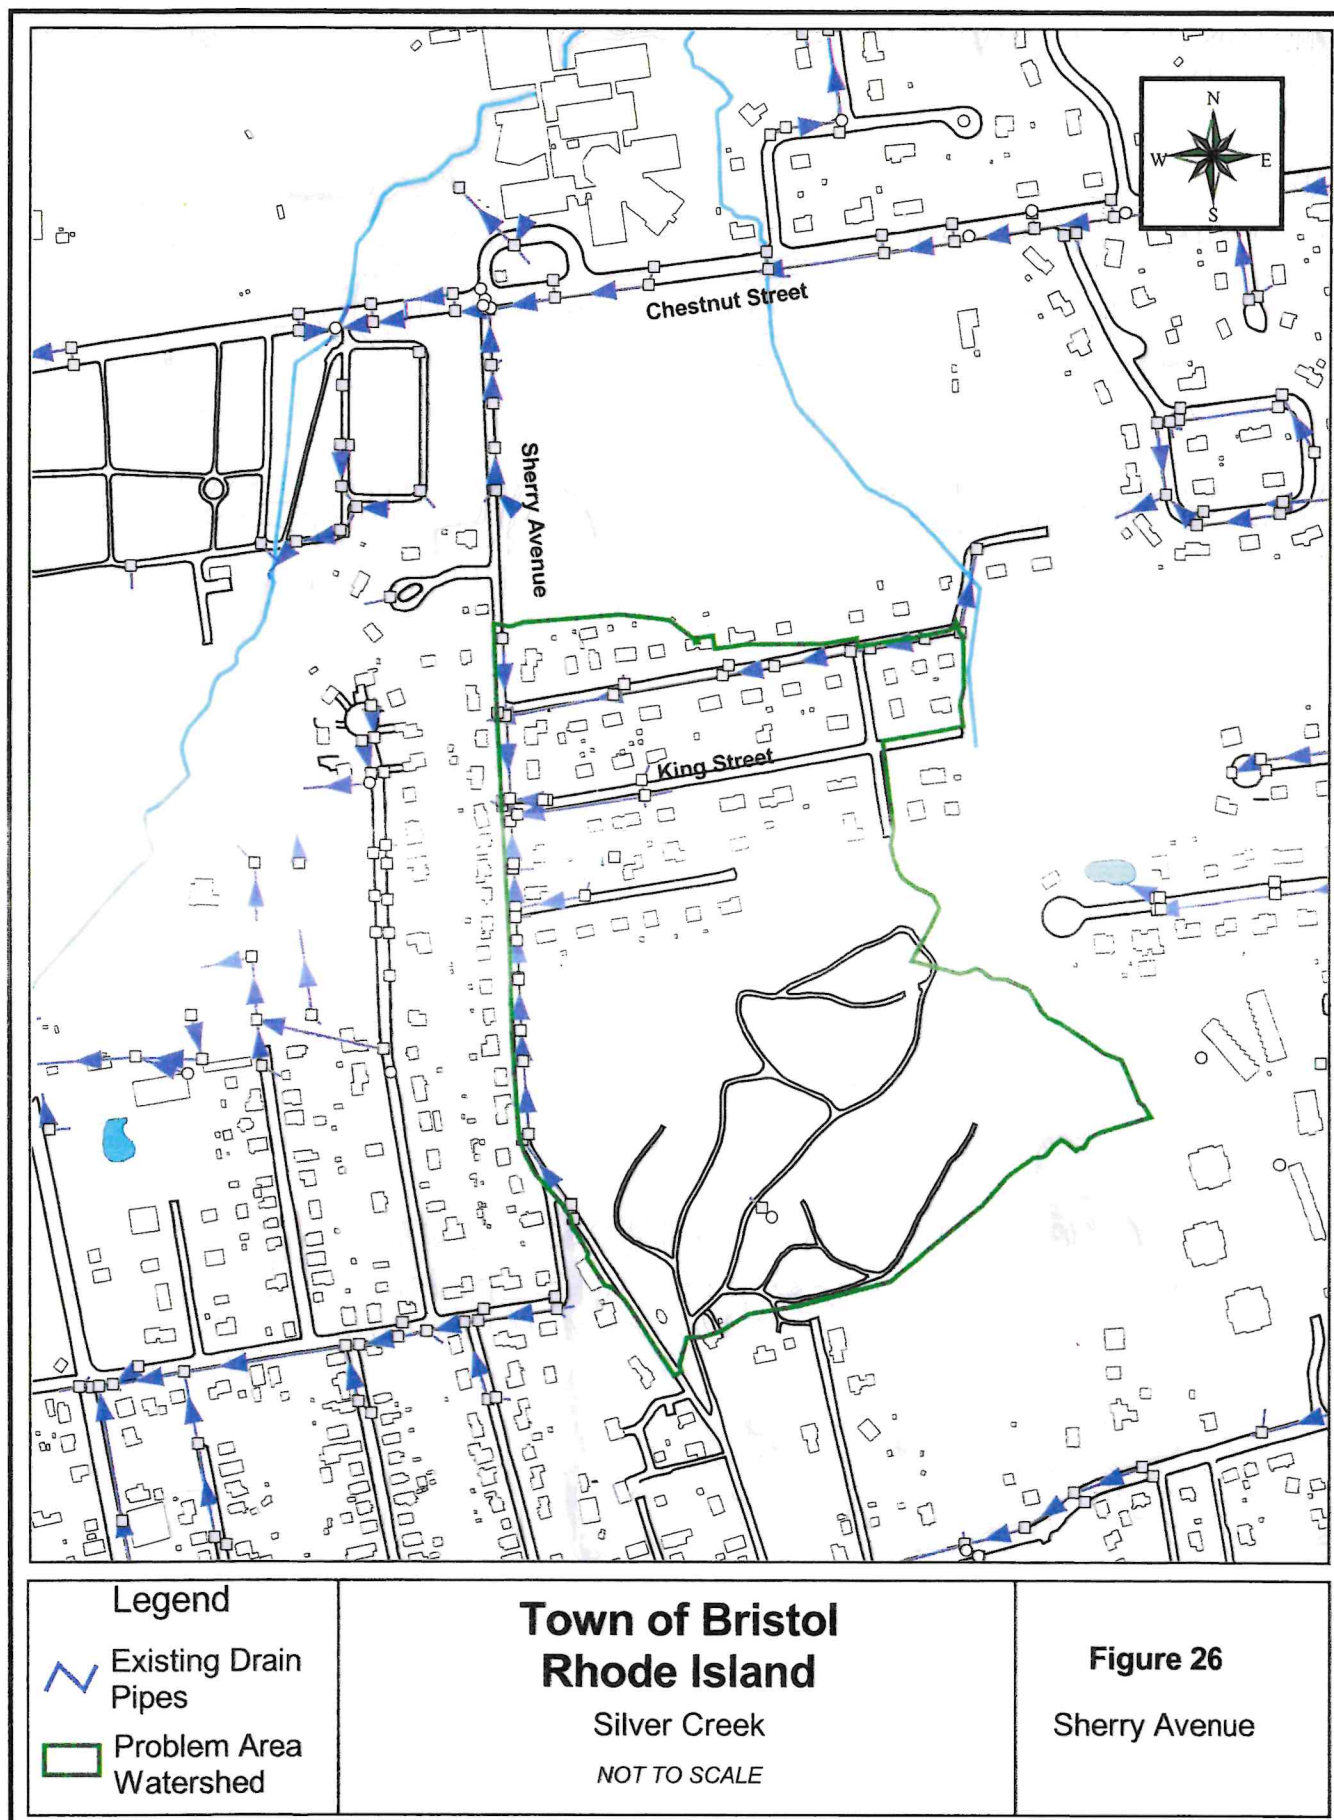 N
W E
S
Chestnut Street
Sherry Avenue
King Street
Legend
Existing Drain
Pipes
Problem Area
Watershed
Town of Bristol
Rhode Island
Silver Creek
NOT TO SCALE
Figure 26
Sherry Avenue